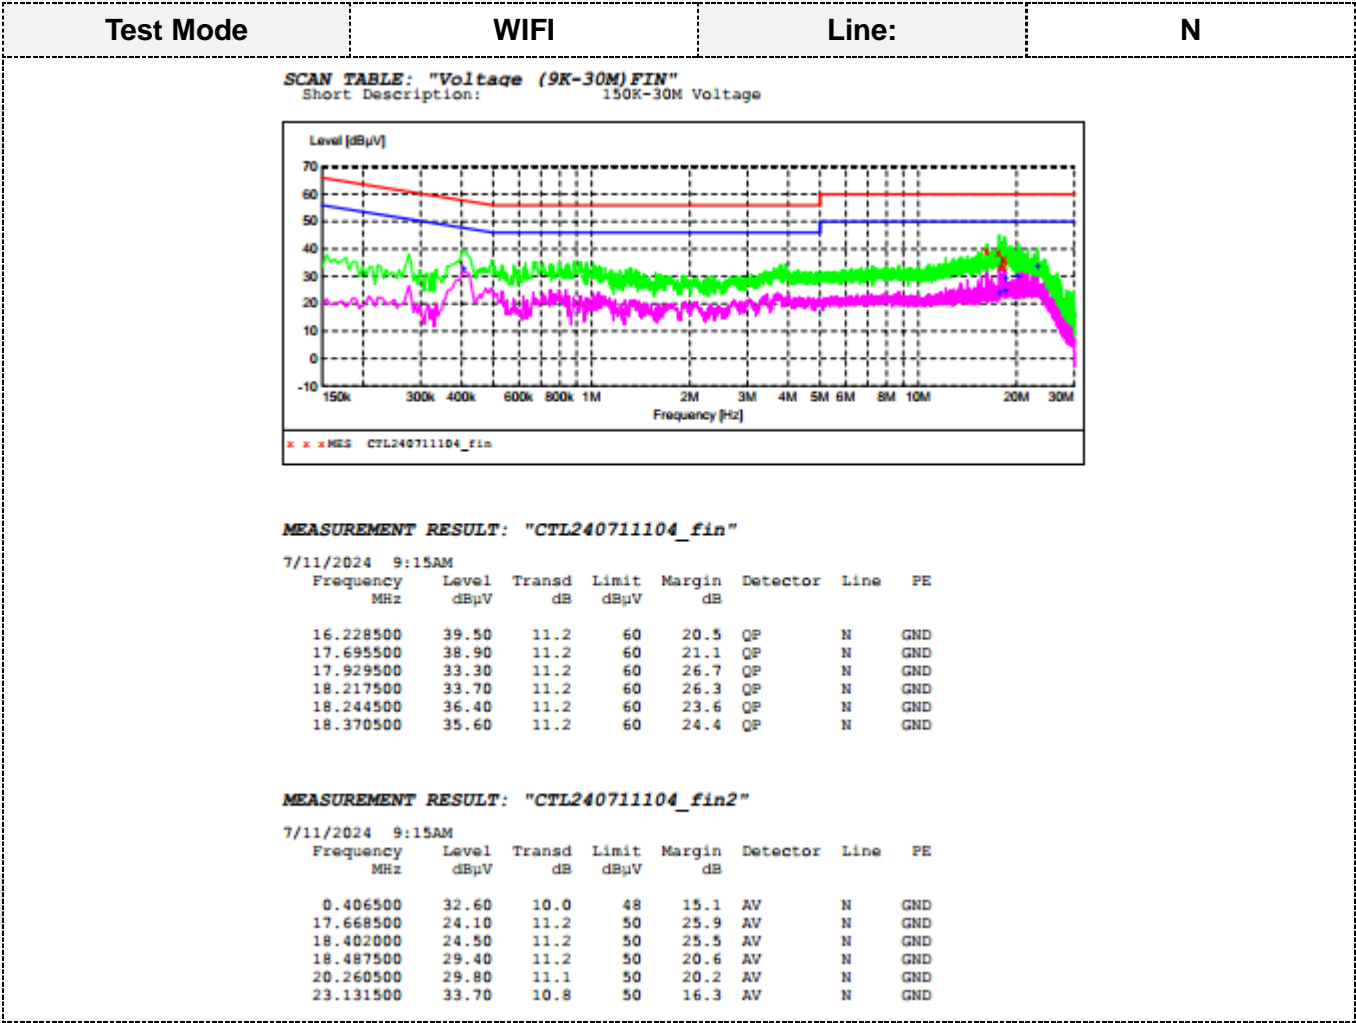 Test Mode WIFI Line: N
SCAN TABLE: "Voltage (9K-30M)FIN"
Short Description: 150K-30M Voltage
Level [dBµV]
70
60
50
40
30
20
10
0
-10
150k 300k 400k 600k 800k 1M 2M 3M 4M 5M 6M 8M 10M 20M 30M
Frequency [Hz]
x x x MES CTL240711104_fin
MEASUREMENT RESULT: "CTL240711104_fin"
7/11/2024 9:15AM
Frequency Level Transd Limit Margin Detector Line PE
MHz dBµV dB dBµV dB
16.228500 39.50 11.2 60 20.5 QP N GND
17.695500 38.90 11.2 60 21.1 QP N GND
17.929500 33.30 11.2 60 26.7 QP N GND
18.217500 33.70 11.2 60 26.3 QP N GND
18.244500 36.40 11.2 60 23.6 QP N GND
18.370500 35.60 11.2 60 24.4 QP N GND
MEASUREMENT RESULT: "CTL240711104_fin2"
7/11/2024 9:15AM
Frequency Level Transd Limit Margin Detector Line PE
MHz dBµV dB dBµV dB
0.406500 32.60 10.0 48 15.1 AV N GND
17.668500 24.10 11.2 50 25.9 AV N GND
18.402000 24.50 11.2 50 25.5 AV N GND
18.487500 29.40 11.2 50 20.6 AV N GND
20.260500 29.80 11.1 50 20.2 AV N GND
23.131500 33.70 10.8 50 16.3 AV N GND